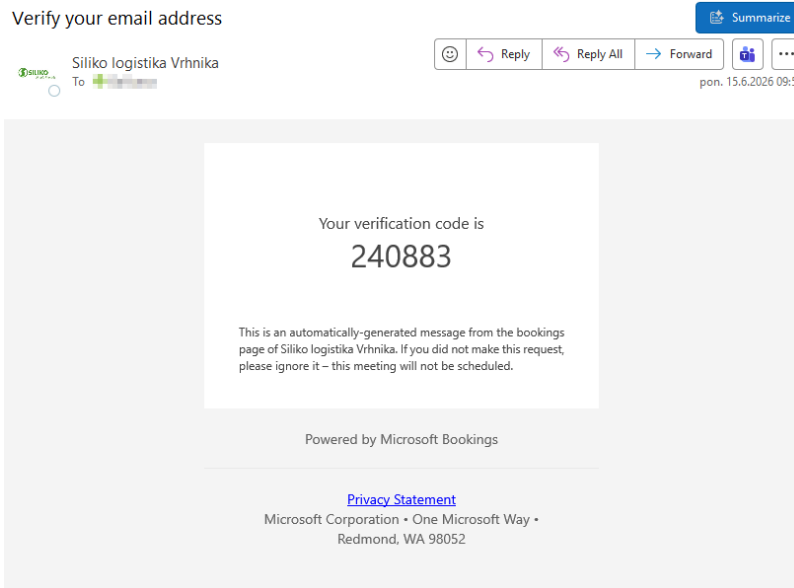 Verify your email address
Summarize
SILIKO
Siliko logistika Vrhnika
To
Reply
Reply All
Forward
pon. 15.6.2026 09:5
Your verification code is
240883
This is an automatically-generated message from the bookings
page of Siliko logistika Vrhnika. If you did not make this request,
please ignore it – this meeting will not be scheduled.
Powered by Microsoft Bookings
Privacy Statement
Microsoft Corporation • One Microsoft Way •
Redmond, WA 98052